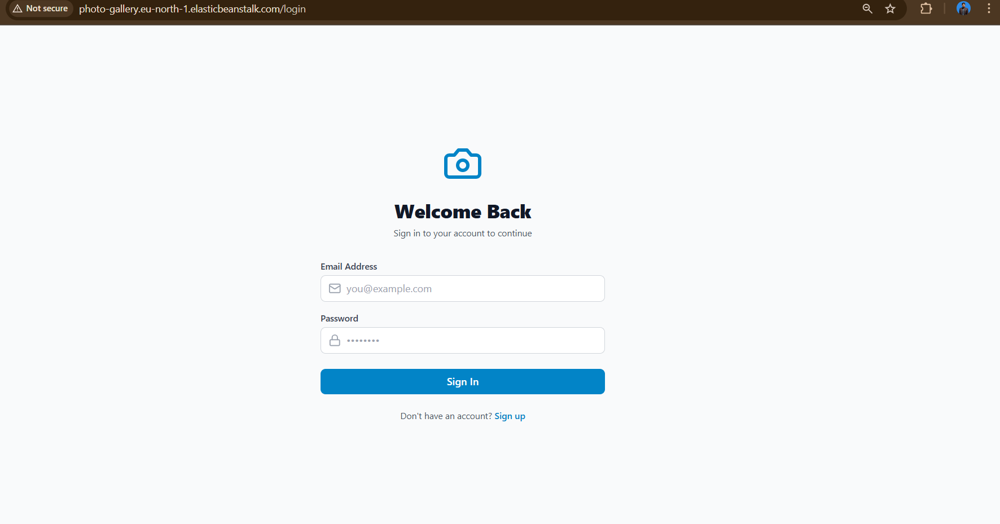 Not secure photo-gallery.eu-north-1.elasticbeanstalk.com/login
Welcome Back
Sign in to your account to continue
Email Address
you@example.com
Password
••••••••
Sign In
Don't have an account? Sign up